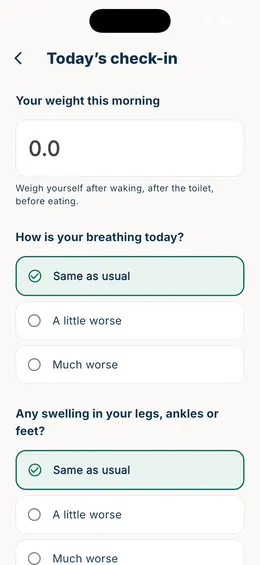 Today’s check-in
Your weight this morning
0.0
Weigh yourself after waking, after the toilet,
before eating.
How is your breathing today?
Same as usual
A little worse
Much worse
Any swelling in your legs, ankles or
feet?
Same as usual
A little worse
Much worse